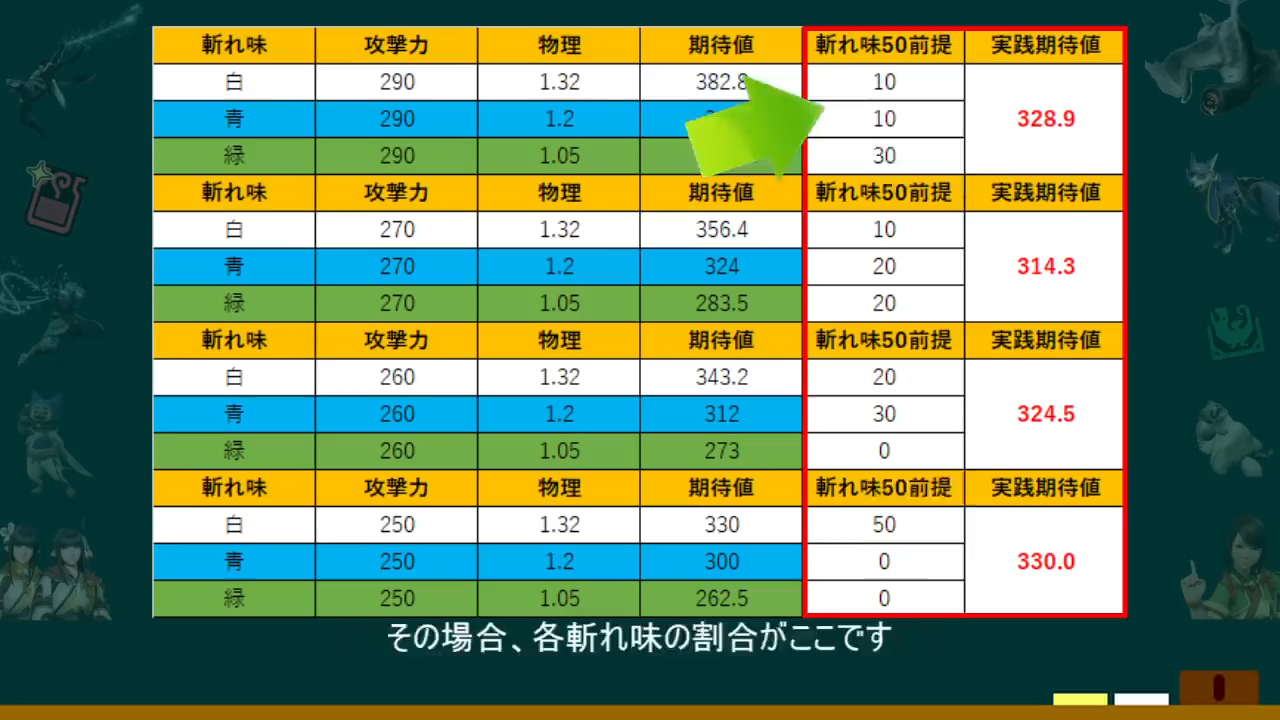 斬れ味 攻撃力 物理 期待値 斬れ味50前提 実践期待値
白 290 1.32 382.8 10
青 290 1.2 10 328.9
緑 290 1.05 30
斬れ味 攻撃力 物理 期待値 斬れ味50前提 実践期待値
白 270 1.32 356.4 10
青 270 1.2 324 20 314.3
緑 270 1.05 283.5 20
斬れ味 攻撃力 物理 期待値 斬れ味50前提 実践期待値
白 260 1.32 343.2 20
青 260 1.2 312 30 324.5
緑 260 1.05 273 0
斬れ味 攻撃力 物理 期待値 斬れ味50前提 実践期待値
白 250 1.32 330 50
青 250 1.2 300 0 330.0
緑 250 1.05 262.5 0
その場合、各斬れ味の割合がここです